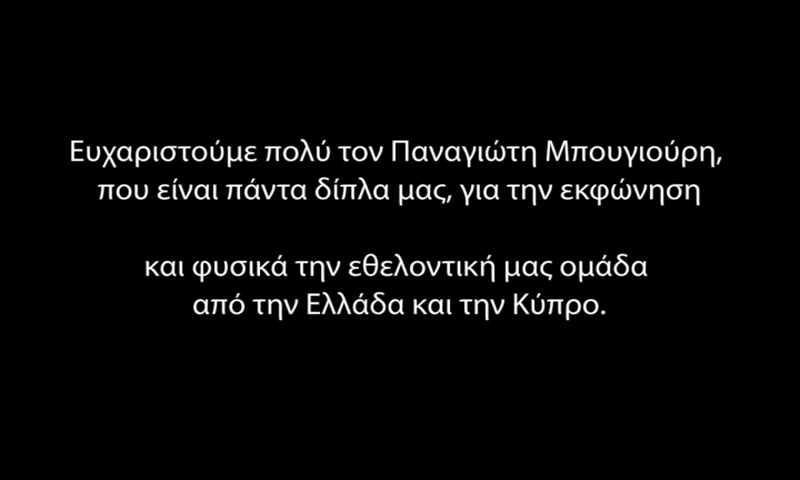 Ευχαριστούμε πολύ τον Παναγιώτη Μπουγιούρη,
που είναι πάντα δίπλα μας, για την εκφώνηση
και φυσικά την εθελοντική μας ομάδα
από την Ελλάδα και την Κύπρο.